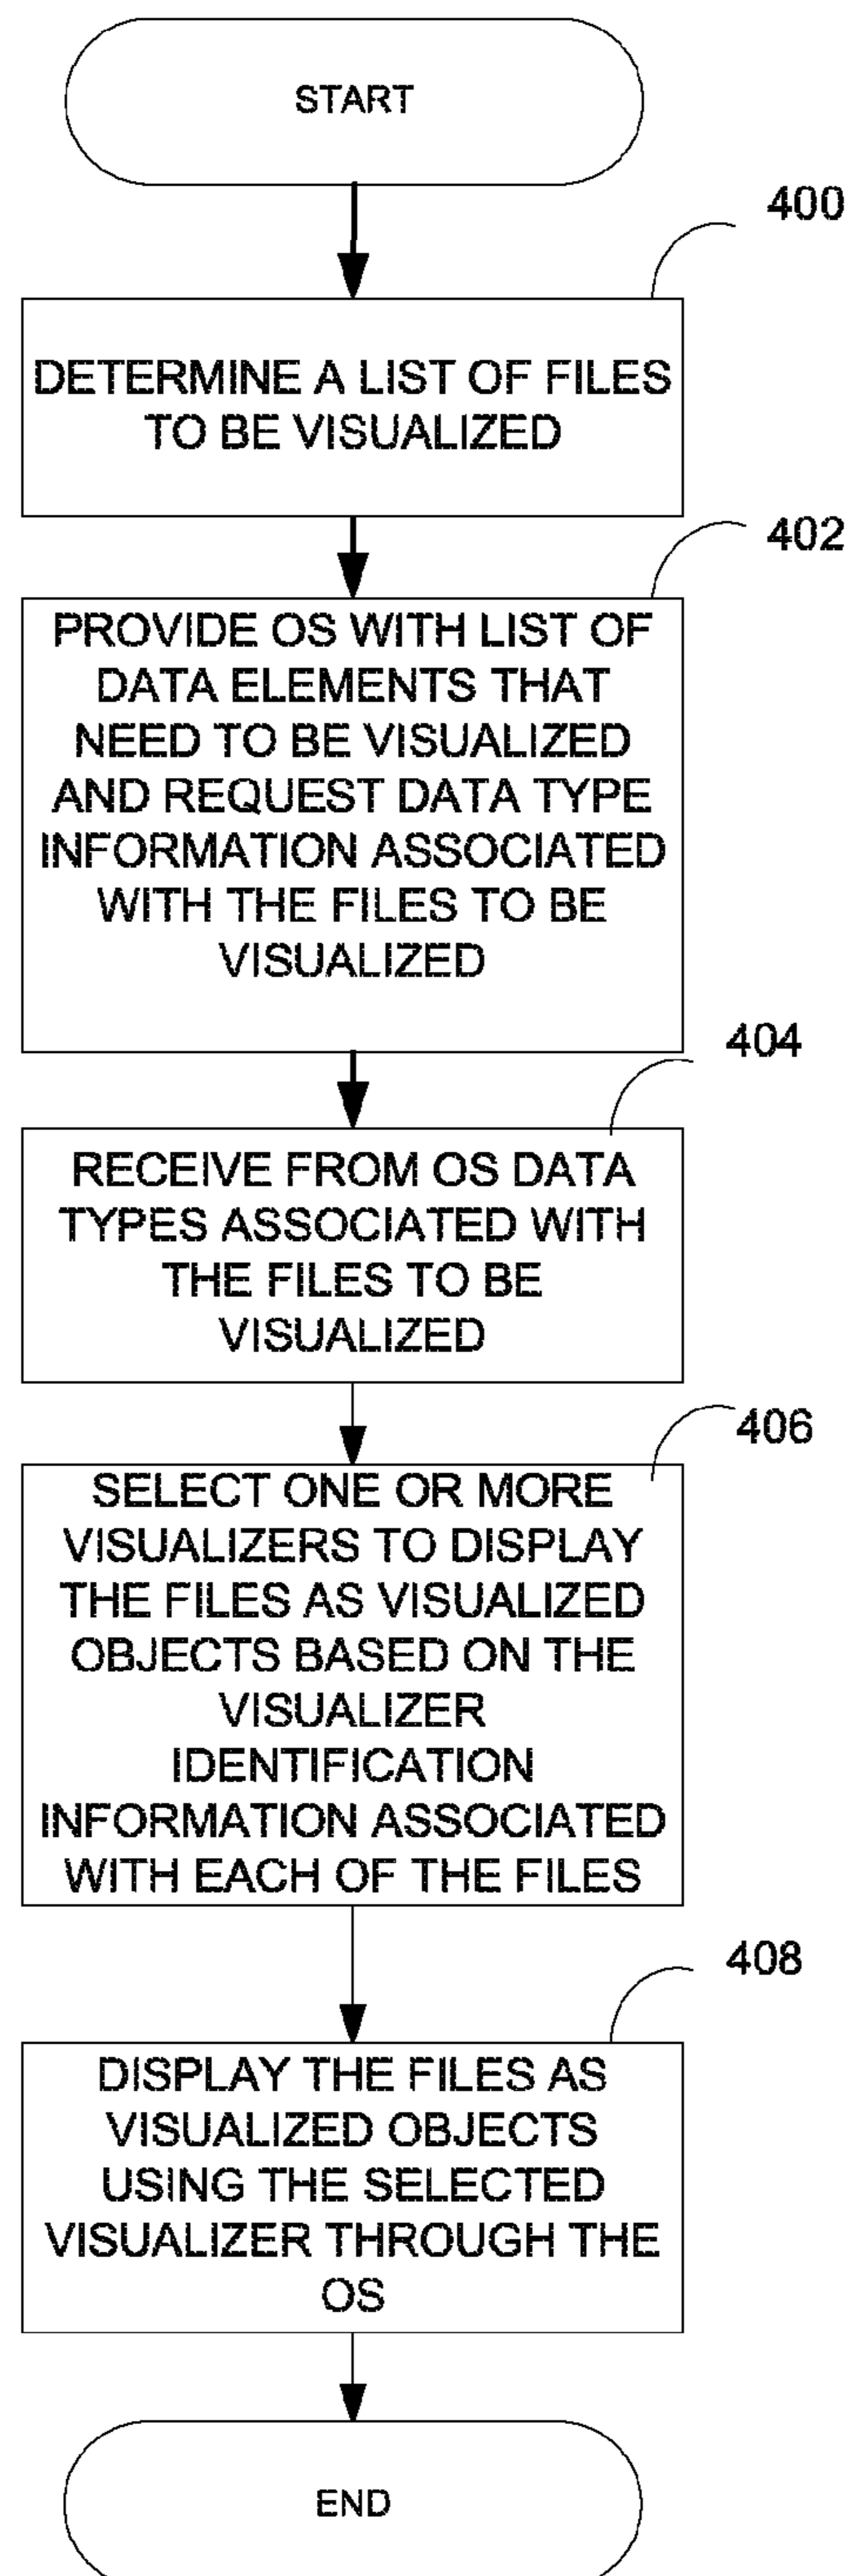 START
400
DETERMINE A LIST OF FILES
TO BE VISUALIZED
402
PROVIDE OS WITH LIST OF
DATA ELEMENTS THAT
NEED TO BE VISUALIZED
AND REQUEST DATA TYPE
INFORMATION ASSOCIATED
WITH THE FILES TO BE
VISUALIZED
404
RECEIVE FROM OS DATA
TYPES ASSOCIATED WITH
THE FILES TO BE
VISUALIZED
406
SELECT ONE OR MORE
VISUALIZERS TO DISPLAY
THE FILES AS VISUALIZED
OBJECTS BASED ON THE
VISUALIZER
IDENTIFICATION
INFORMATION ASSOCIATED
WITH EACH OF THE FILES
408
DISPLAY THE FILES AS
VISUALIZED OBJECTS
USING THE SELECTED
VISUALIZER THROUGH THE
OS
END